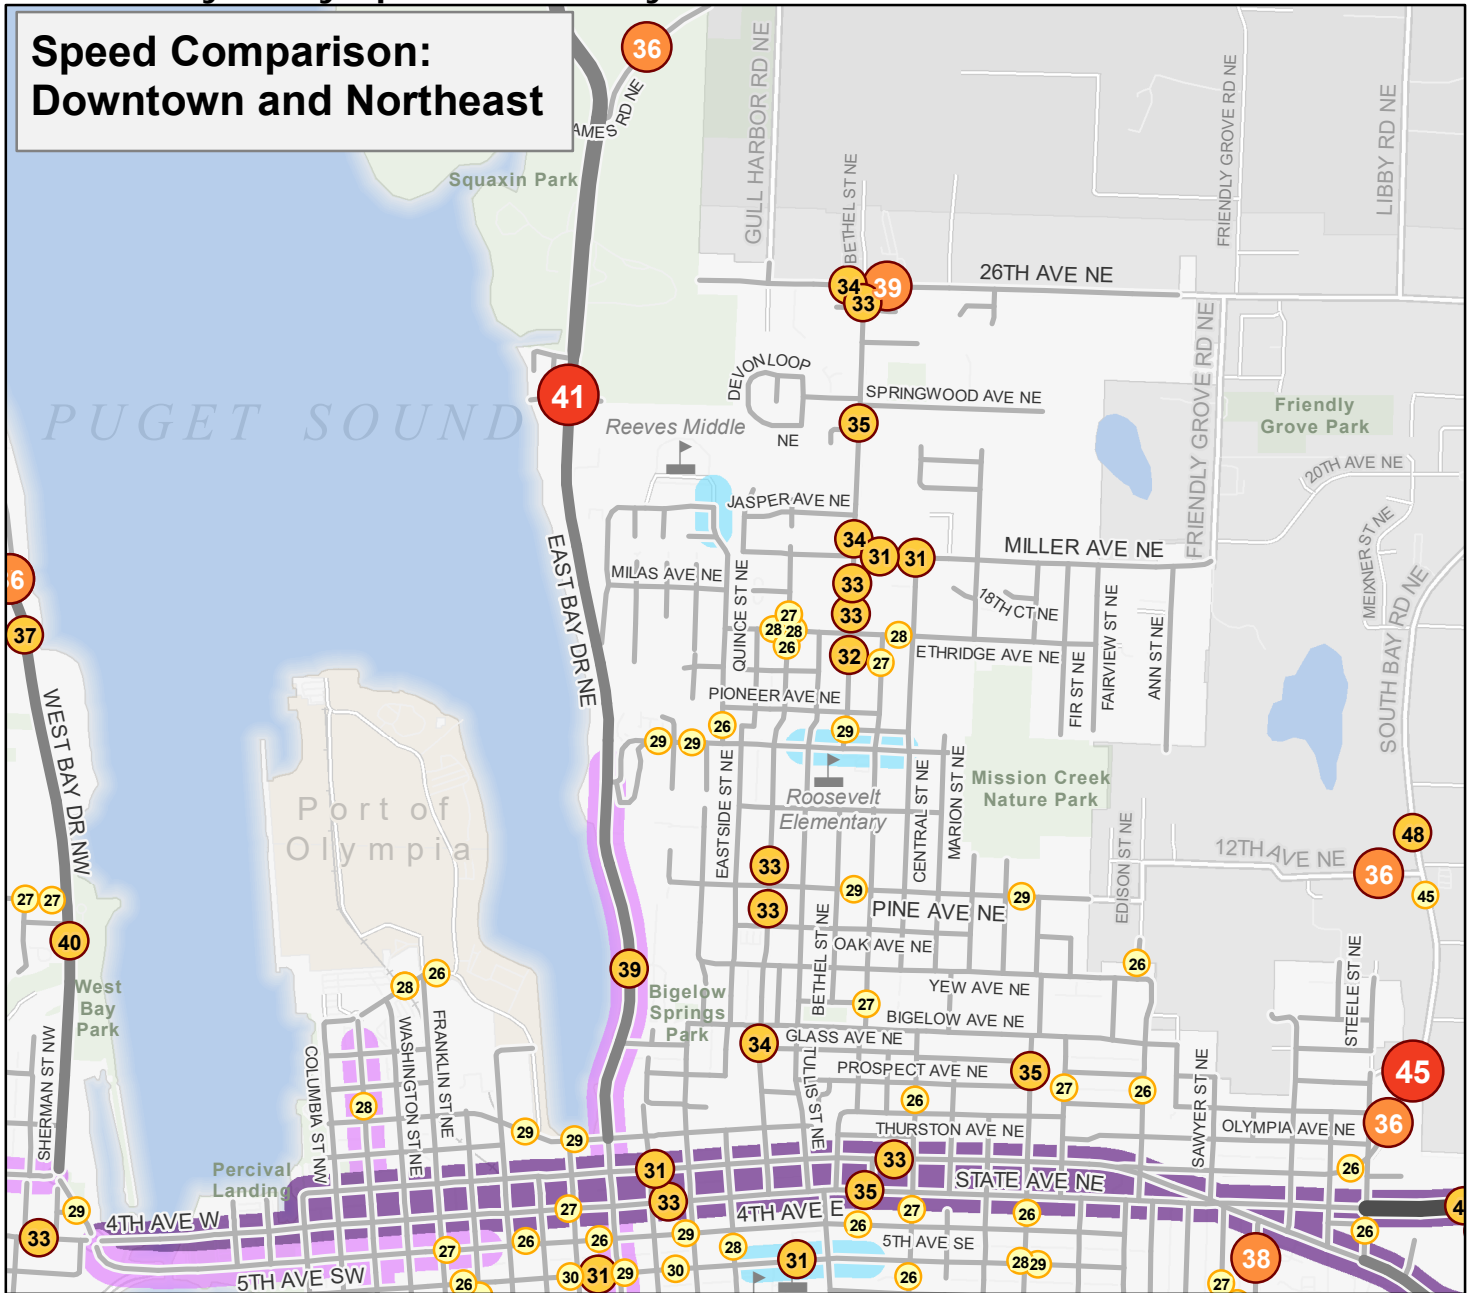 Speed Comparison:
Downtown and Northeast
36
AMES RD NE
GULL HARBOR RD NE
BETHEL ST NE
FRIENDLY GROVE RD NE
LIBBY RD NE
Squaxin Park
26TH AVE NE
34
39
33
41
DEVON LOOP
NE
SPRINGWOOD AVE NE
35
Friendly
Grove Park
FRIENDLY GROVE RD NE
PUGET SOUND
Reeves Middle
20TH AVE NE
MEIXNER ST NE
JASPER AVE NE
34
31
31
MILLER AVE NE
EAST BAY DR NE
MILAS AVE NE
QUINCE ST NE
33
33
18TH CT NE
FAIRVIEW ST NE
ANN ST NE
FIR ST NE
SOUTH BAY RD NE
6
37
27
28
28
26
28
32
27
ETHRIDGE AVE NE
PIONEER AVE NE
WEST BAY DR NW
29
29
26
29
EASTSIDE ST NE
Roosevelt
Elementary
CENTRAL ST NE
MARION ST NE
Mission Creek
Nature Park
Port of
Olympia
EDISON ST NE
12TH AVE NE
48
36
45
33
29
29
33
PINE AVE NE
27
27
40
BETHEL ST NE
OAK AVE NE
39
26
28
26
West
Bay
Park
Bigelow
Springs
Park
YEW AVE NE
STEELE ST NE
27
BIGELOW AVE NE
34
GLASS AVE NE
SHERMAN ST NW
COLUMBIA ST NW
WASHINGTON ST NE
FRANKLIN ST NE
TULLIS ST NE
PROSPECT AVE NE
35
27
26
SAWYER ST NE
45
28
26
36
29
29
THURSTON AVE NE
OLYMPIA AVE NE
Percival
Landing
31
33
26
33
35
STATE AVE NE
29
4TH AVE W
27
4TH AVE E
27
26
4
33
26
26
29
26
26
27
28
5TH AVE SE
28
29
38
5TH AVE SW
26
30
31
29
30
31
26
27